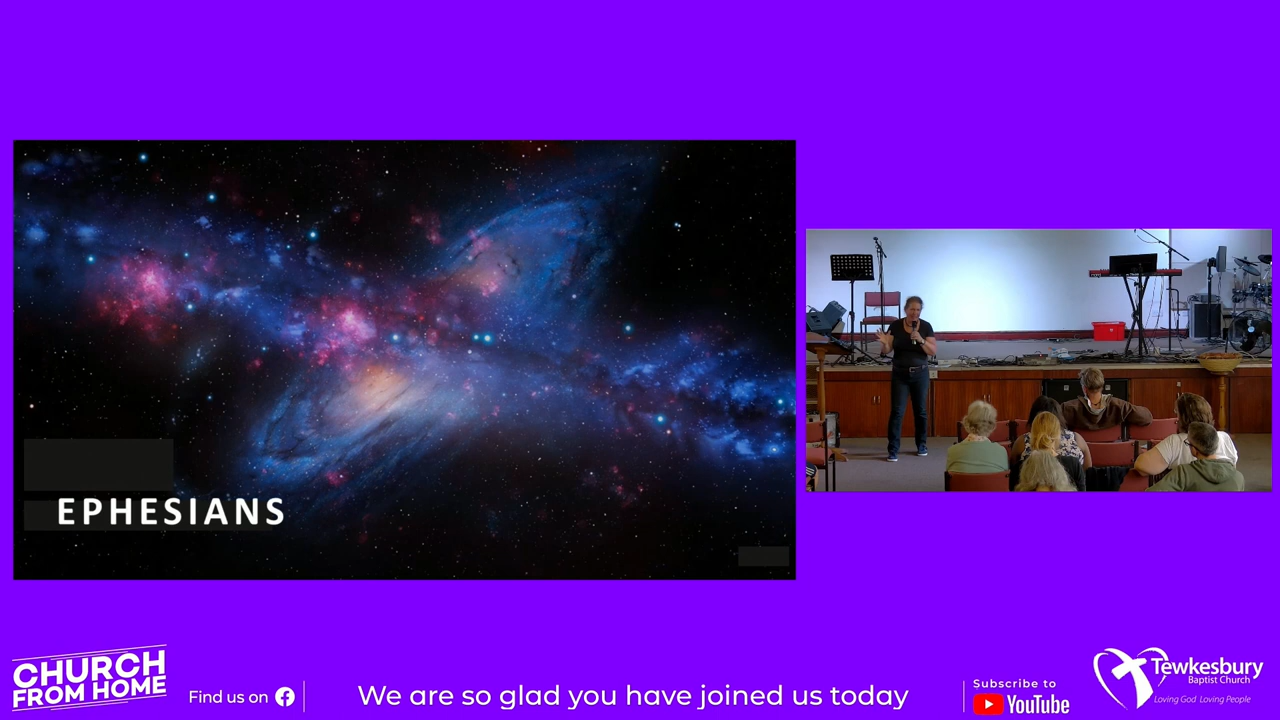 EPHESIANS
CHURCH
FROM HOME
Find us on
We are so glad you have joined us today
Subscribe to
YouTube
Tewkesbury
Baptist Church
Loving God Loving People